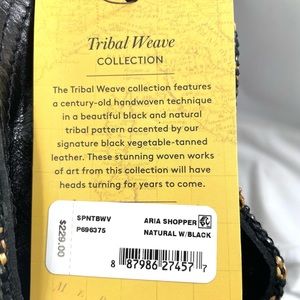 Tribal Weave
COLLECTION
The Tribal Weave collection features
a century-old handwoven technique
in a beautiful black and natural
tribal pattern accented by our
signature black vegetable-tanned
leather. These stunning woven works
of art from this collection will have
heads turning for years to come.
$229.00
SPNTBWV
P696375
ARIA SHOPPER
NATURAL W/BLACK
8 87986 27457 7